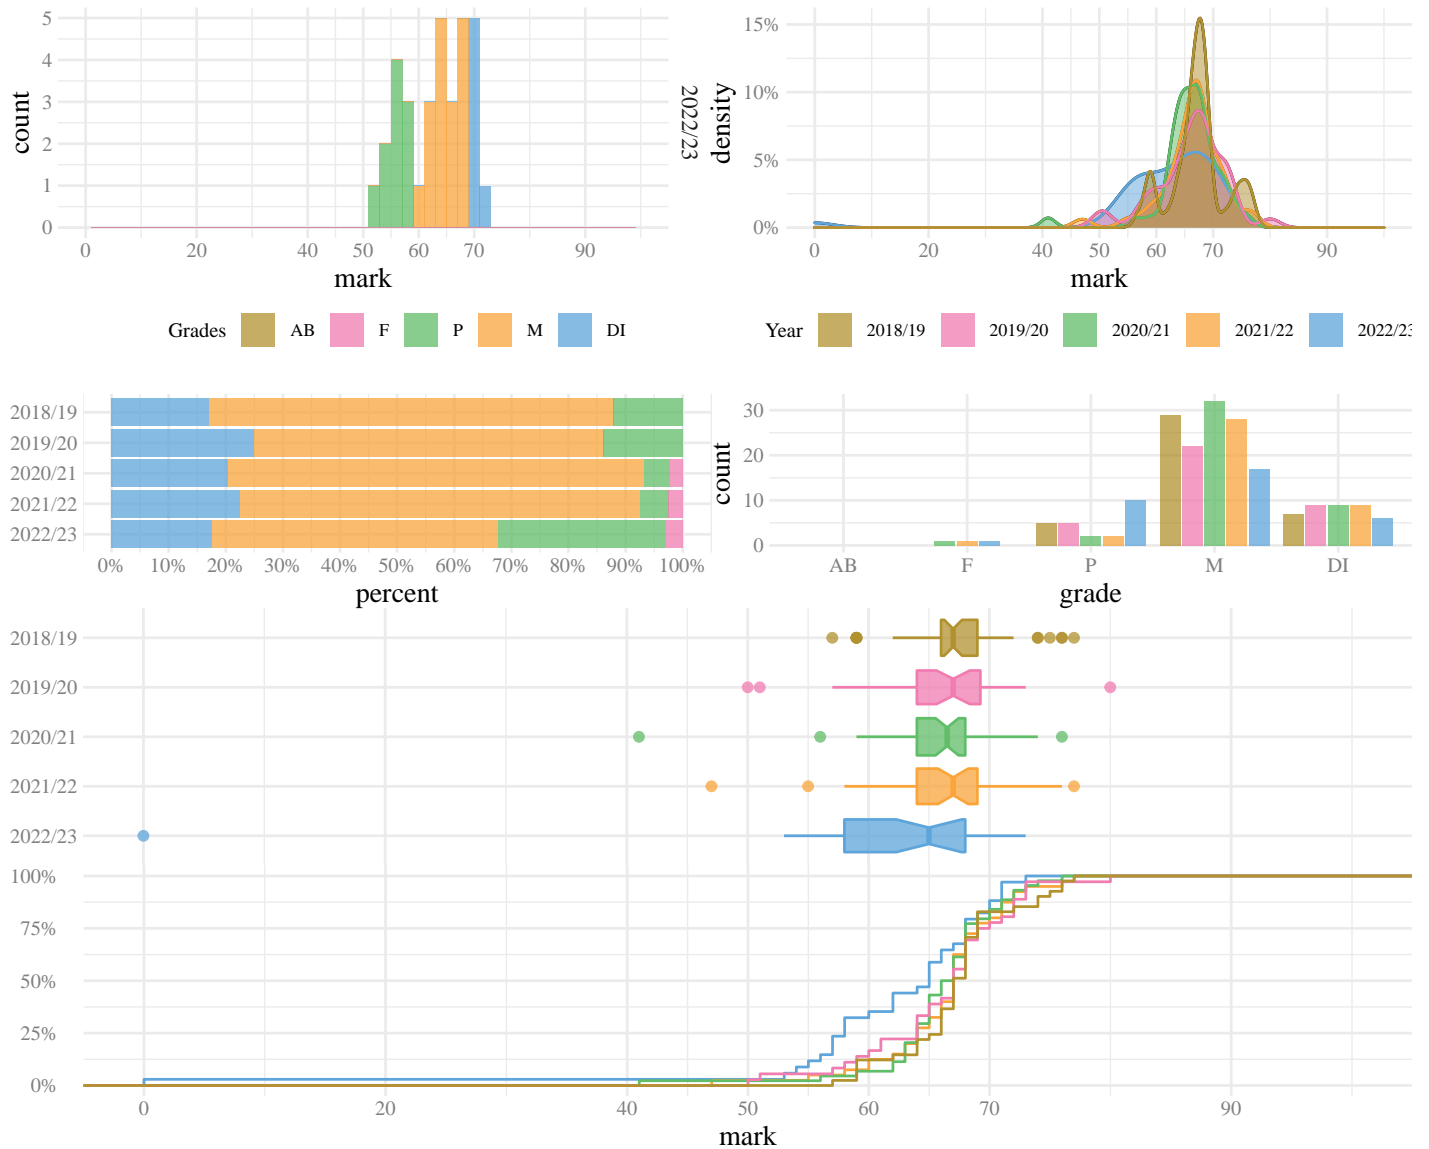 5
4
3
2
1
0
count
0 20 40 50 60 70 90
mark
2022/23
15%
10%
5%
0%
density
0 20 40 50 60 70 90
mark
Grades AB F P M DI
Year 2018/19 2019/20 2020/21 2021/22 2022/23
2018/19
2019/20
2020/21
2021/22
2022/23
0% 10% 20% 30% 40% 50% 60% 70% 80% 90% 100%
percent
30
20
10
0
count
AB F P M DI
grade
2018/19
2019/20
2020/21
2021/22
2022/23
100%
75%
50%
25%
0%
0 20 40 50 60 70 90
mark